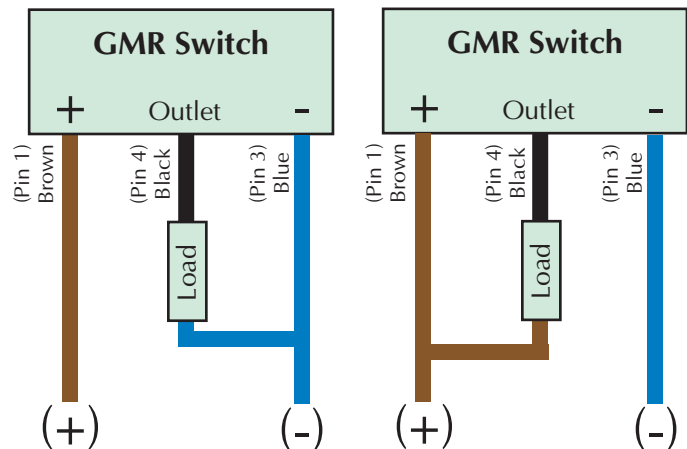 GMR Switch
+ Outlet -
(Pin 1)
Brown
(Pin 4)
Black
(Pin 3)
Blue
Load
(+) (-)
GMR Switch
+ Outlet -
(Pin 1)
Brown
(Pin 4)
Black
(Pin 3)
Blue
Load
(+) (-)